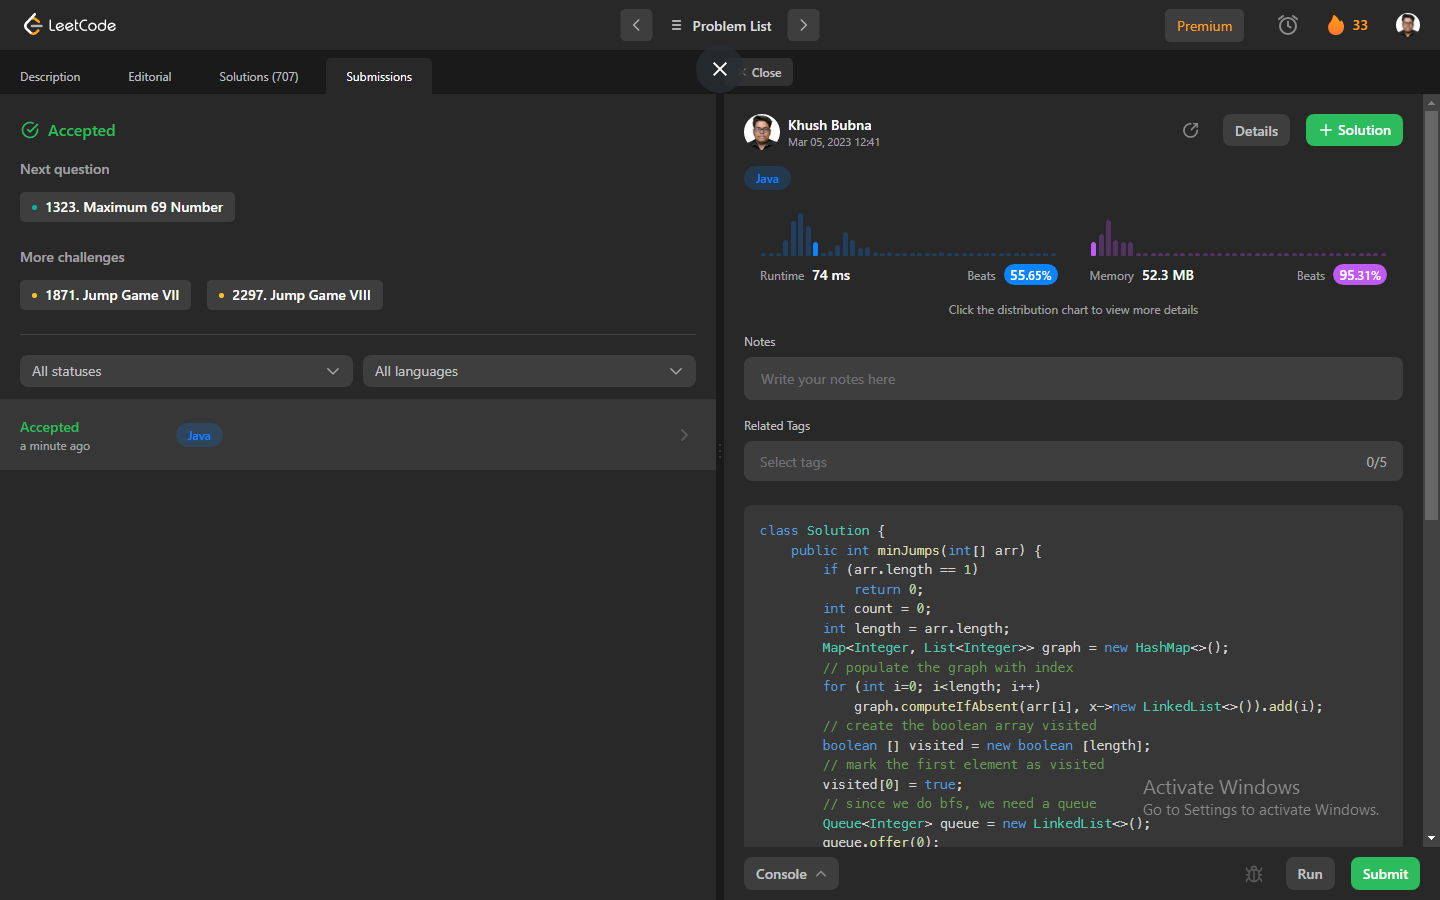 LeetCode
Problem List
Premium
33
Description
Editorial
Solutions (707)
Submissions
Close
Accepted
Next question
1323. Maximum 69 Number
More challenges
1871. Jump Game VII
2297. Jump Game VIII
All statuses
All languages
Accepted
a minute ago
Java
Khush Bubna
Mar 05, 2023 12:41
Details
+ Solution
Java
Runtime 74 ms
Beats 55.65%
Memory 52.3 MB
Beats 95.31%
Click the distribution chart to view more details
Notes
Write your notes here
Related Tags
Select tags
0/5
class Solution {
    public int minJumps(int[] arr) {
        if (arr.length == 1)
            return 0;
        int count = 0;
        int length = arr.length;
        Map<Integer, List<Integer>> graph = new HashMap<>();
        // populate the graph with index
        for (int i=0; i<length; i++)
            graph.computeIfAbsent(arr[i], x->new LinkedList<>()).add(i);
        // create the boolean array visited
        boolean [] visited = new boolean [length];
        // mark the first element as visited
        visited[0] = true;
        // since we do bfs, we need a queue
        Queue<Integer> queue = new LinkedList<>();
        queue.offer(0);
Activate Windows
Go to Settings to activate Windows.
Console
Run
Submit